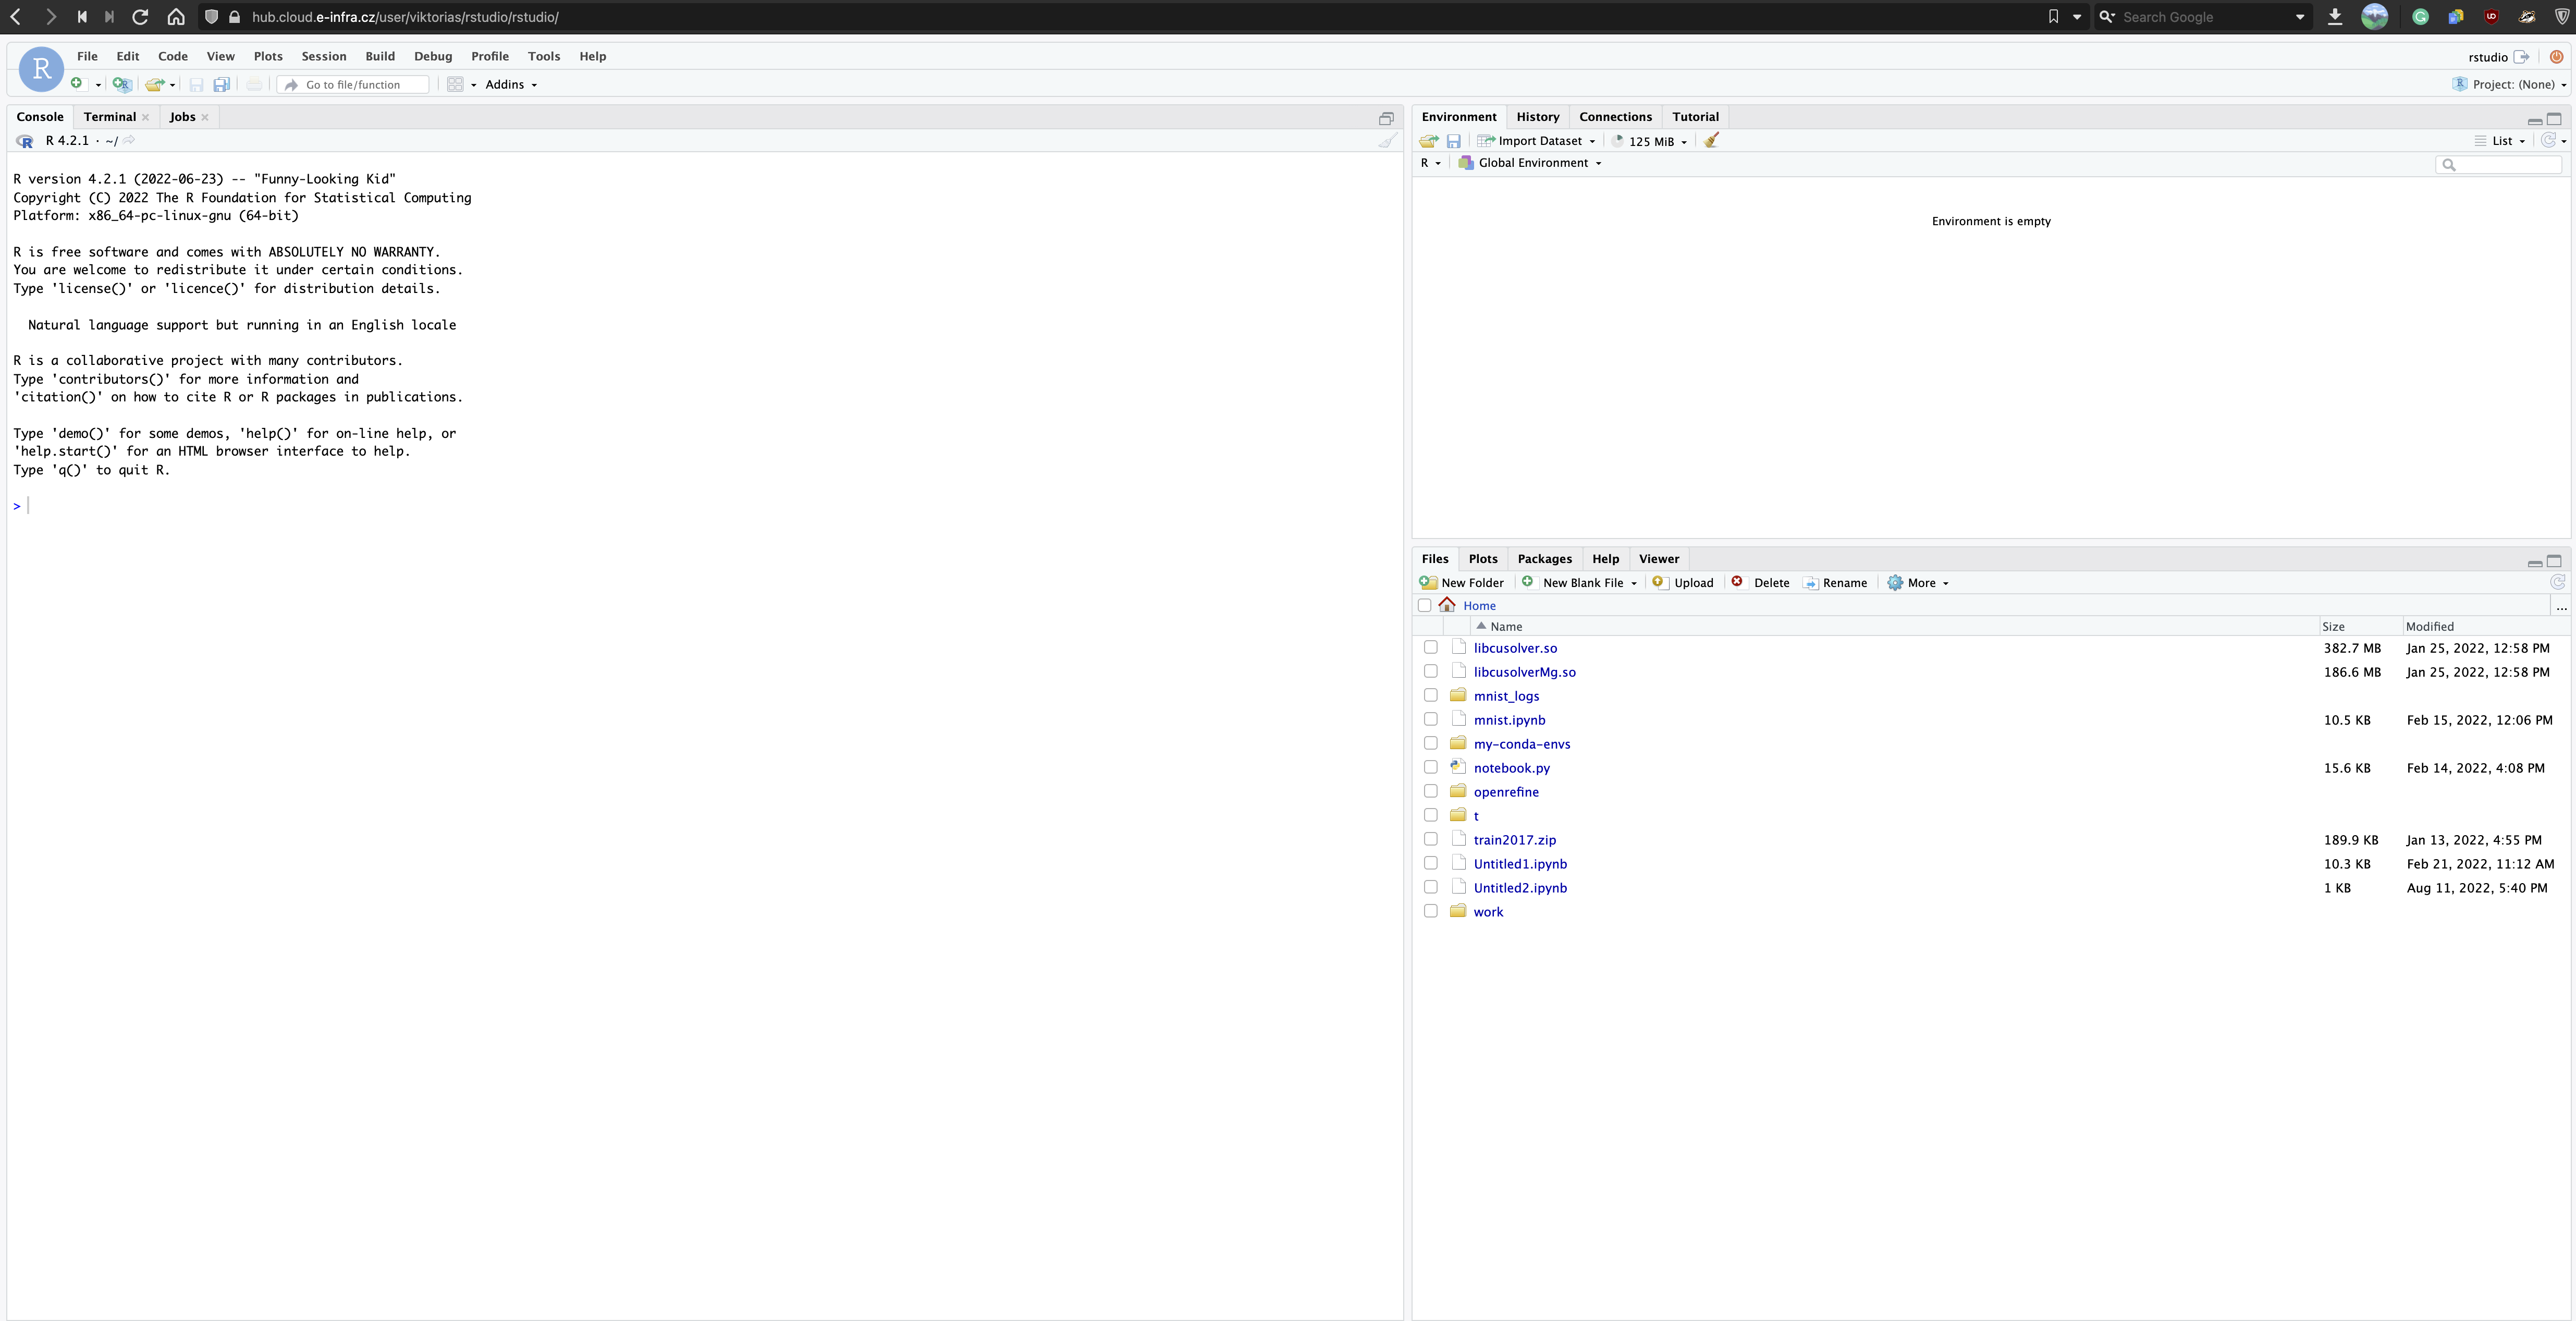 hub.cloud.e-infra.cz/user/viktorias/rstudio/rstudio/
Search Google
R
File Edit Code View Plots Session Build Debug Profile Tools Help
rstudio
Go to file/function
Addins
Project: (None)
Console Terminal Jobs
R 4.2.1 · ~/
R version 4.2.1 (2022-06-23) -- "Funny-Looking Kid"
Copyright (C) 2022 The R Foundation for Statistical Computing
Platform: x86_64-pc-linux-gnu (64-bit)
R is free software and comes with ABSOLUTELY NO WARRANTY.
You are welcome to redistribute it under certain conditions.
Type 'license()' or 'licence()' for distribution details.
Natural language support but running in an English locale
R is a collaborative project with many contributors.
Type 'contributors()' for more information and
'citation()' on how to cite R or R packages in publications.
Type 'demo()' for some demos, 'help()' for on-line help, or
'help.start()' for an HTML browser interface to help.
Type 'q()' to quit R.
>
Environment History Connections Tutorial
Import Dataset 125 MiB List
R Global Environment
Environment is empty
Files Plots Packages Help Viewer
New Folder New Blank File Upload Delete Rename More
Home ...
Name Size Modified
libcusolver.so 382.7 MB Jan 25, 2022, 12:58 PM
libcusolverMg.so 186.6 MB Jan 25, 2022, 12:58 PM
mnist_logs
mnist.ipynb 10.5 KB Feb 15, 2022, 12:06 PM
my-conda-envs
notebook.py 15.6 KB Feb 14, 2022, 4:08 PM
openrefine
t
train2017.zip 189.9 KB Jan 13, 2022, 4:55 PM
Untitled1.ipynb 10.3 KB Feb 21, 2022, 11:12 AM
Untitled2.ipynb 1 KB Aug 11, 2022, 5:40 PM
work